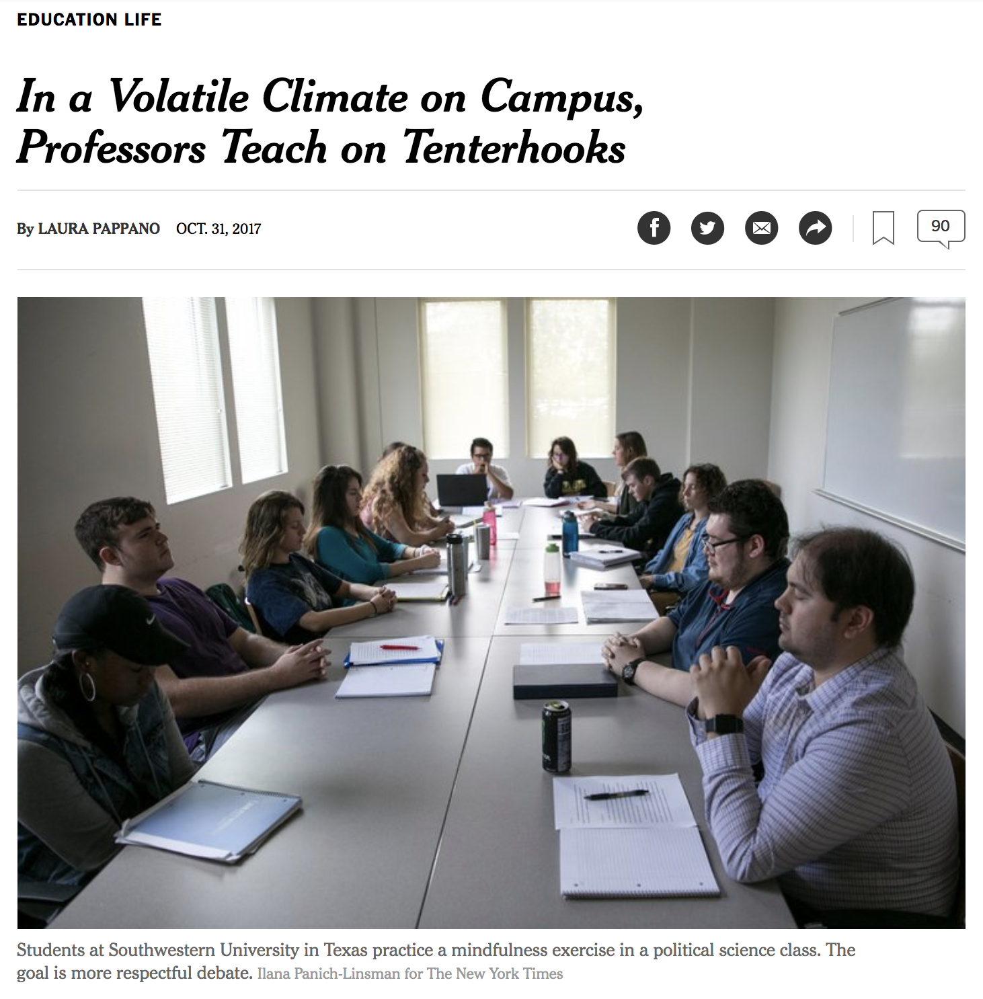 EDUCATION LIFE
In a Volatile Climate on Campus,
Professors Teach on Tenterhooks
By LAURA PAPPANO OCT. 31, 2017
90
Students at Southwestern University in Texas practice a mindfulness exercise in a political science class. The
goal is more respectful debate. Ilana Panich-Linsman for The New York Times